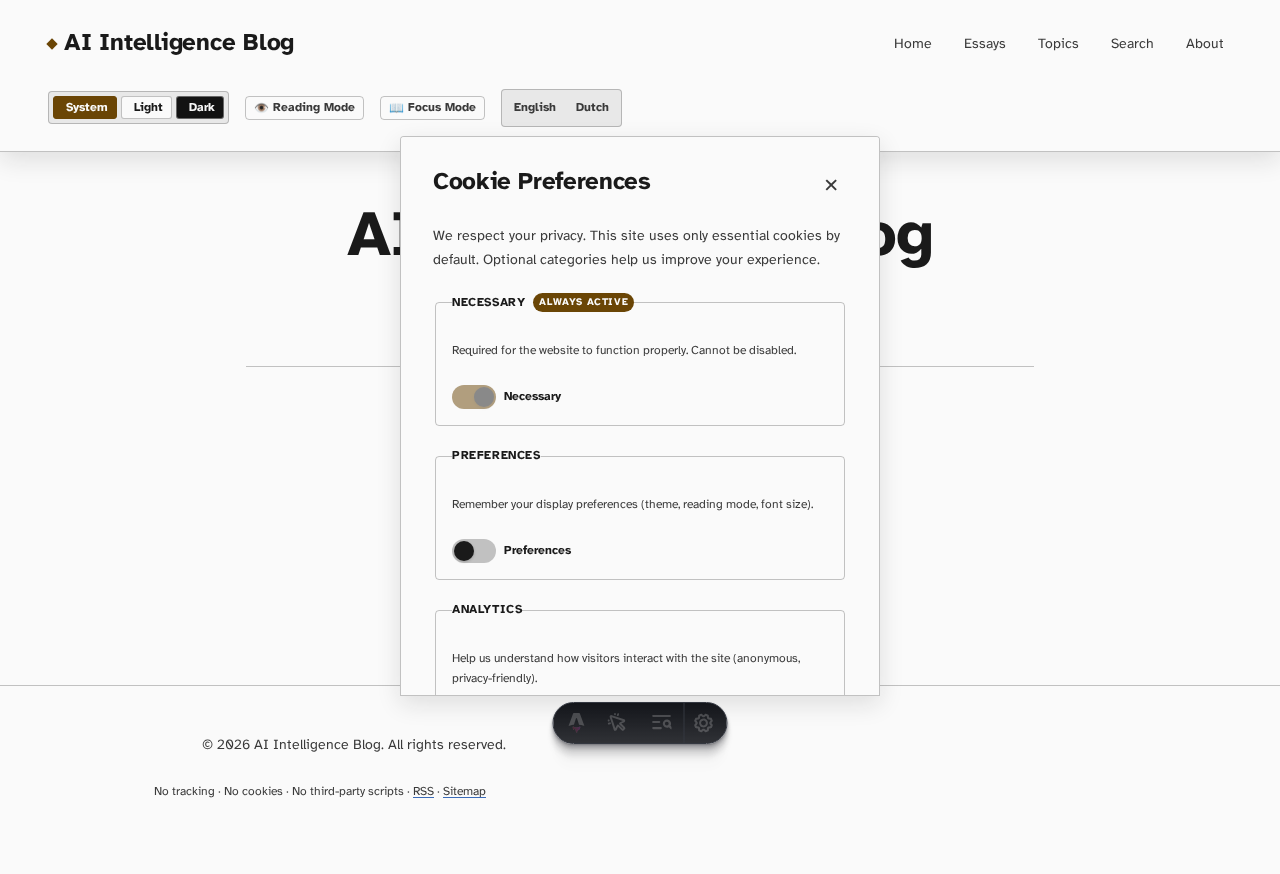 AI Intelligence Blog
Home Essays Topics Search About
System Light Dark Reading Mode Focus Mode English Dutch
Cookie Preferences
We respect your privacy. This site uses only essential cookies by
default. Optional categories help us improve your experience.
NECESSARY ALWAYS ACTIVE
Required for the website to function properly. Cannot be disabled.
Necessary
PREFERENCES
Remember your display preferences (theme, reading mode, font size).
Preferences
ANALYTICS
Help us understand how visitors interact with the site (anonymous,
privacy-friendly).
© 2026 AI Intelligence Blog. All rights reserved.
No tracking · No cookies · No third-party scripts · RSS · Sitemap